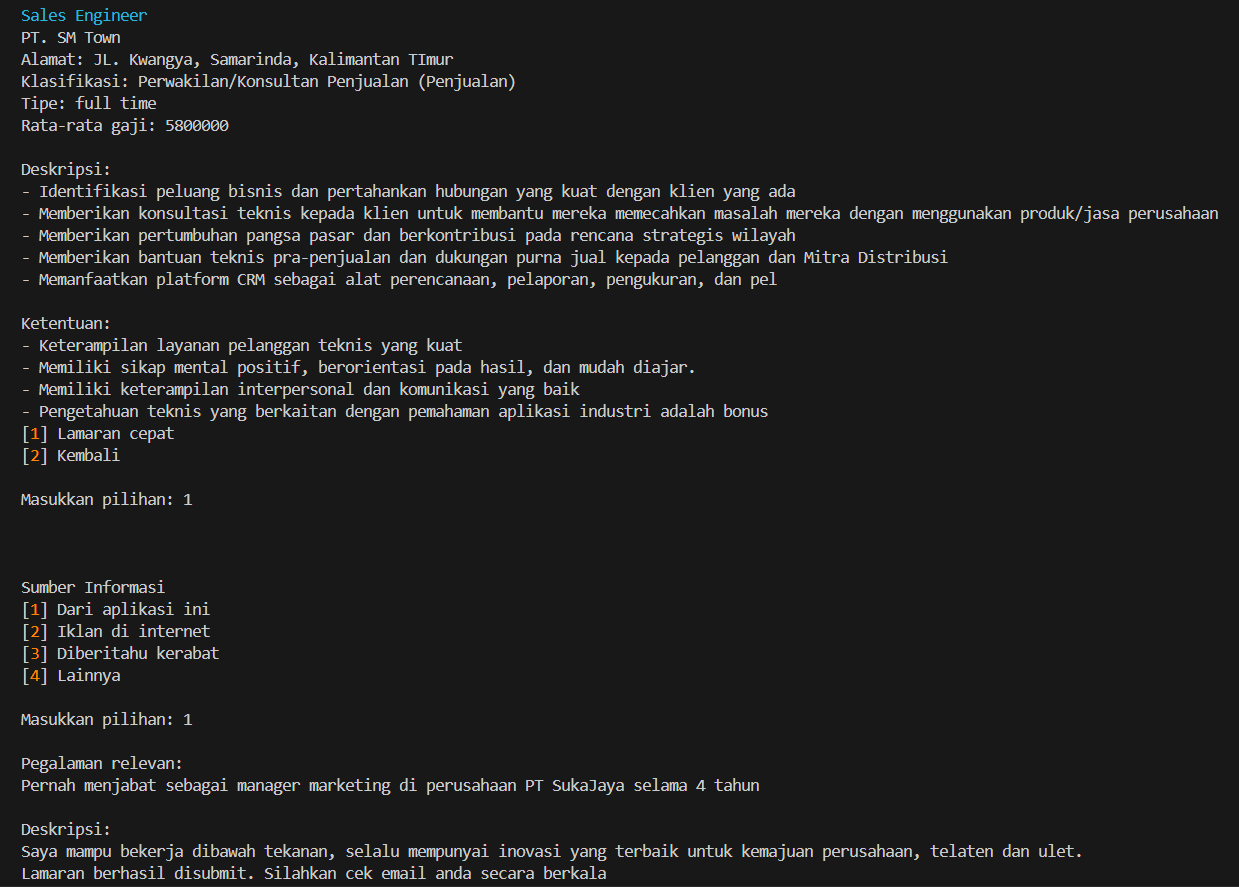 Sales Engineer
PT. SM Town
Alamat: JL. Kwangya, Samarinda, Kalimantan TImur
Klasifikasi: Perwakilan/Konsultan Penjualan (Penjualan)
Tipe: full time
Rata-rata gaji: 5800000
Deskripsi:
- Identifikasi peluang bisnis dan pertahankan hubungan yang kuat dengan klien yang ada
- Memberikan konsultasi teknis kepada klien untuk membantu mereka memecahkan masalah mereka dengan menggunakan produk/jasa perusahaan
- Memberikan pertumbuhan pangsa pasar dan berkontribusi pada rencana strategis wilayah
- Memberikan bantuan teknis pra-penjualan dan dukungan purna jual kepada pelanggan dan Mitra Distribusi
- Memanfaatkan platform CRM sebagai alat perencanaan, pelaporan, pengukuran, dan pel
Ketentuan:
- Keterampilan layanan pelanggan teknis yang kuat
- Memiliki sikap mental positif, berorientasi pada hasil, dan mudah diajar.
- Memiliki keterampilan interpersonal dan komunikasi yang baik
- Pengetahuan teknis yang berkaitan dengan pemahaman aplikasi industri adalah bonus
[1] Lamaran cepat
[2] Kembali
Masukkan pilihan: 1
Sumber Informasi
[1] Dari aplikasi ini
[2] Iklan di internet
[3] Diberitahu kerabat
[4] Lainnya
Masukkan pilihan: 1
Pegalaman relevan:
Pernah menjabat sebagai manager marketing di perusahaan PT SukaJaya selama 4 tahun
Deskripsi:
Saya mampu bekerja dibawah tekanan, selalu mempunyai inovasi yang terbaik untuk kemajuan perusahaan, telaten dan ulet.
Lamaran berhasil disubmit. Silahkan cek email anda secara berkala